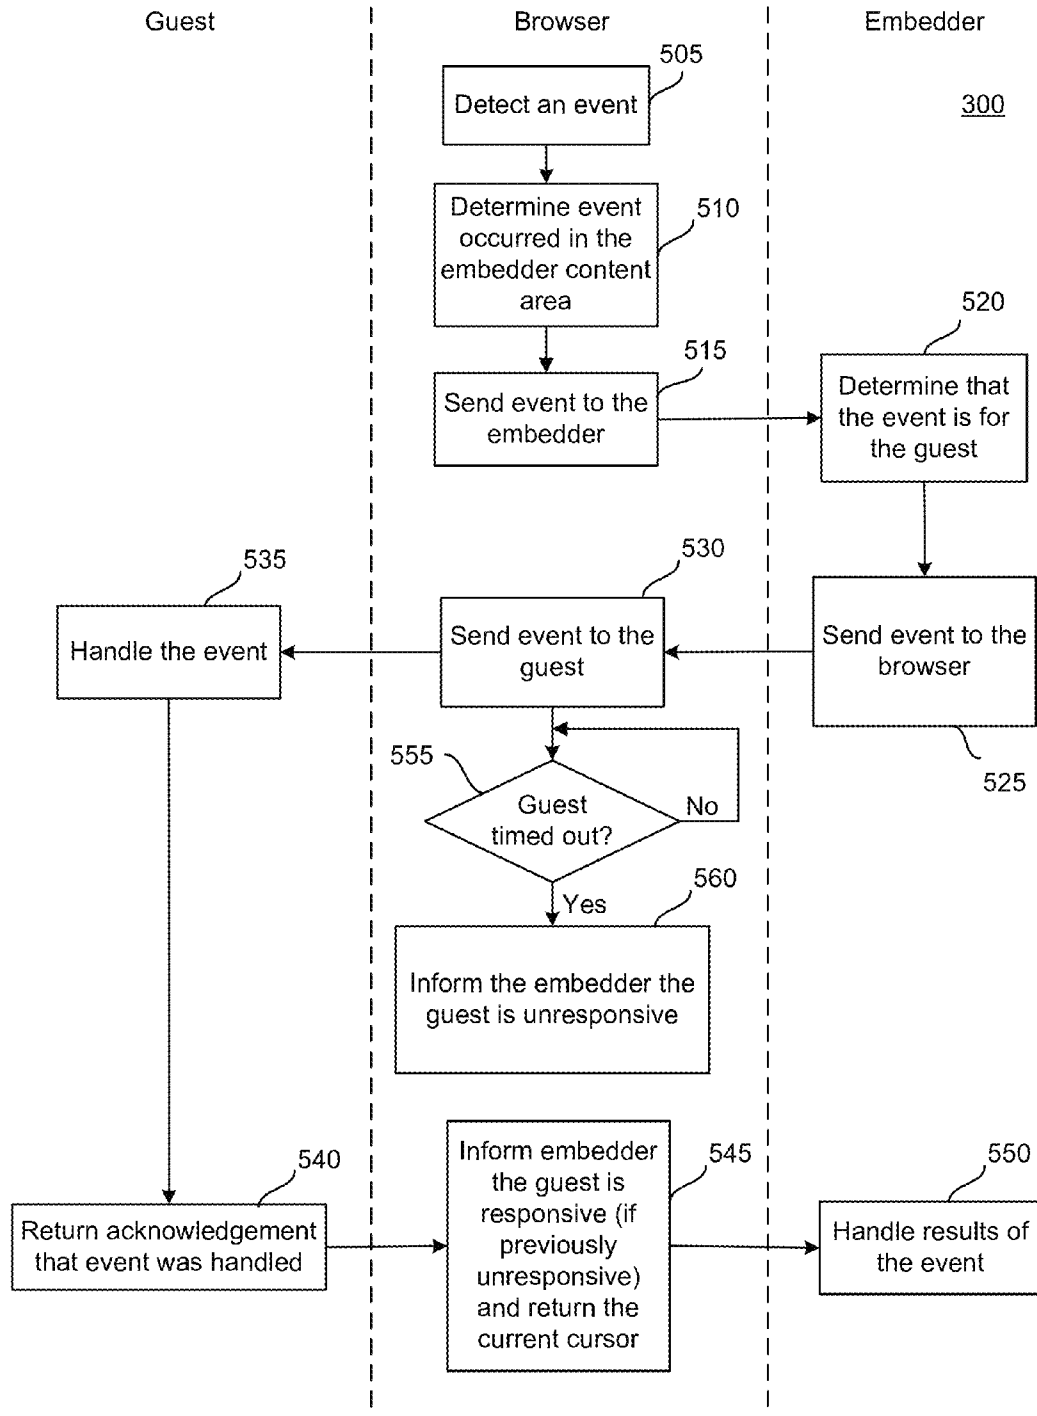 Guest
Browser
Embedder
300
505
Detect an event
510
Determine event
occurred in the
embedder content
area
515
Send event to the
embedder
520
Determine that
the event is for
the guest
535
Handle the event
530
Send event to the
guest
Send event to the
browser
525
555
Guest
timed out?
No
Yes
560
Inform the embedder the
guest is unresponsive
540
Return acknowledgement
that event was handled
545
Inform embedder
the guest is
responsive (if
previously
unresponsive)
and return the
current cursor
550
Handle results of
the event